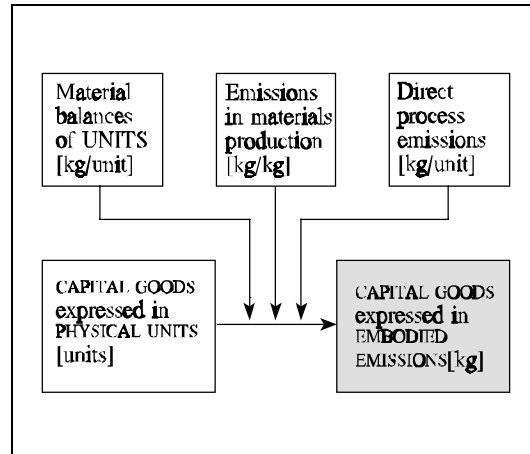 Material
balances
of UNITS
[kg/unit]
Emissions
in materials
production
[kg/kg]
Direct
process
emissions
[kg/unit]
CAPITAL GOODS
expressed in
PHYSICAL UNITS
[units]
CAPITAL GOODS
expressed in
EMBODIED
EMISSIONS[kg]